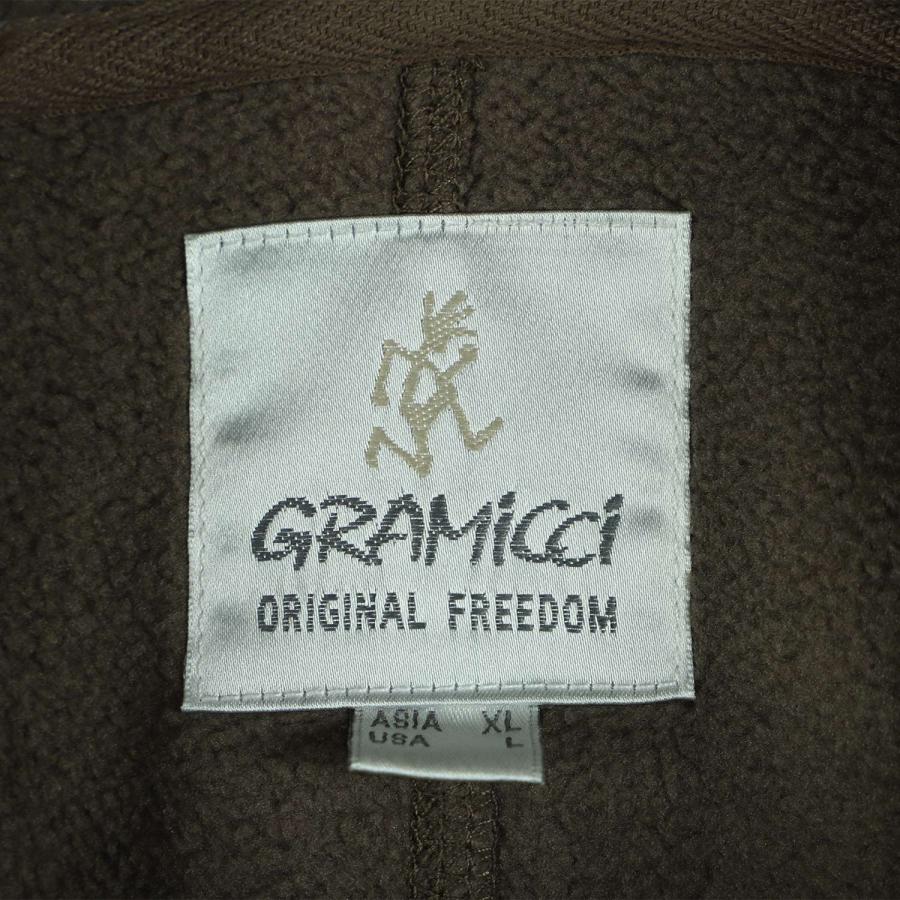 GRAMiCCi
ORIGINAL FREEDOM
ASIA XL
USA L